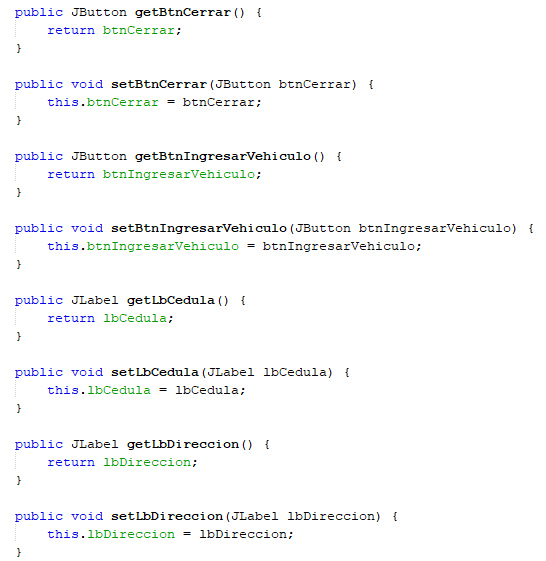 public JButton getBtnCerrar() {
    return btnCerrar;
}

public void setBtnCerrar(JButton btnCerrar) {
    this.btnCerrar = btnCerrar;
}

public JButton getBtnIngresarVehiculo() {
    return btnIngresarVehiculo;
}

public void setBtnIngresarVehiculo(JButton btnIngresarVehiculo) {
    this.btnIngresarVehiculo = btnIngresarVehiculo;
}

public JLabel getLbCedula() {
    return lbCedula;
}

public void setLbCedula(JLabel lbCedula) {
    this.lbCedula = lbCedula;
}

public JLabel getLbDireccion() {
    return lbDireccion;
}

public void setLbDireccion(JLabel lbDireccion) {
    this.lbDireccion = lbDireccion;
}